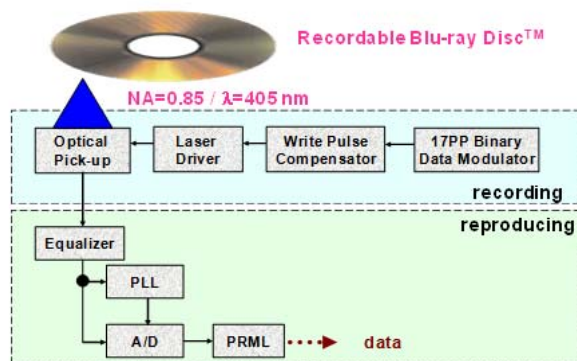 Recordable Blu-ray Disc™
NA=0.85 / λ=405 nm
Optical
Pick-up
Laser
Driver
Write Pulse
Compensator
17PP Binary
Data Modulator
recording
reproducing
Equalizer
PLL
A/D
PRML
data